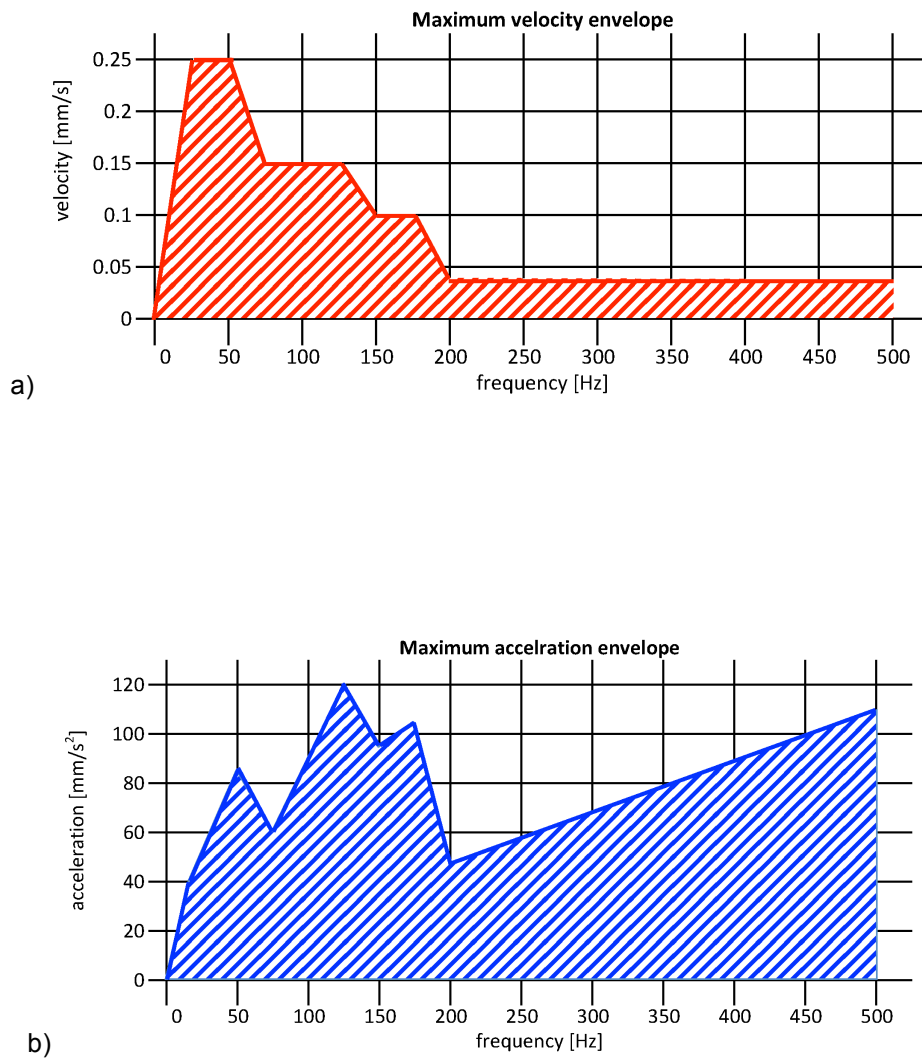 Maximum velocity envelope
0.25
0.2
0.15
0.1
0.05
0
velocity [mm/s]
0 50 100 150 200 250 300 350 400 450 500
frequency [Hz]
a)
Maximum accelration envelope
120
100
80
60
40
20
0
acceleration [mm/s²]
0 50 100 150 200 250 300 350 400 450 500
frequency [Hz]
b)